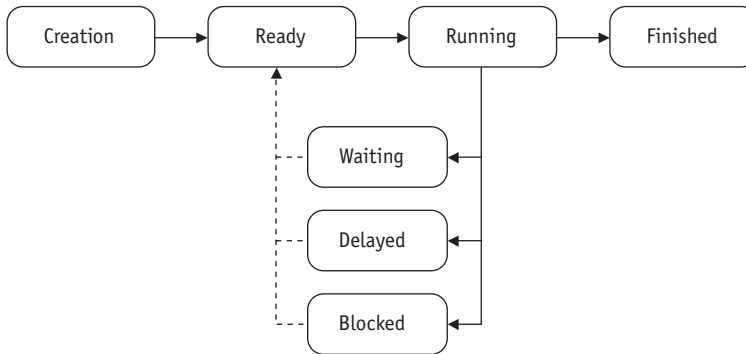 Creation
Ready
Running
Finished
Waiting
Delayed
Blocked